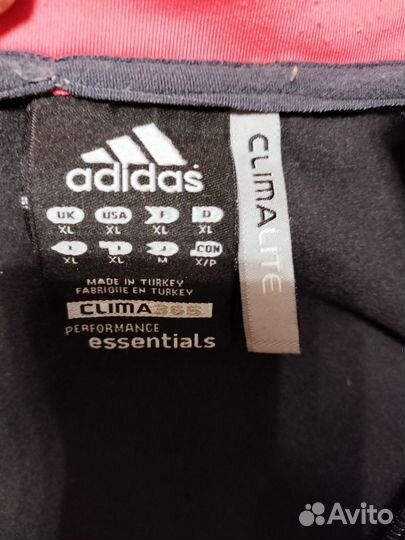 adidas
UK USA F D
XL XL XL XL
I J CON
XL XL M X/P
MADE IN TURKEY
FABRIQUE EN TURKEY
CLIMA365
PERFORMANCE
essentials
CLIMALITE
Avito